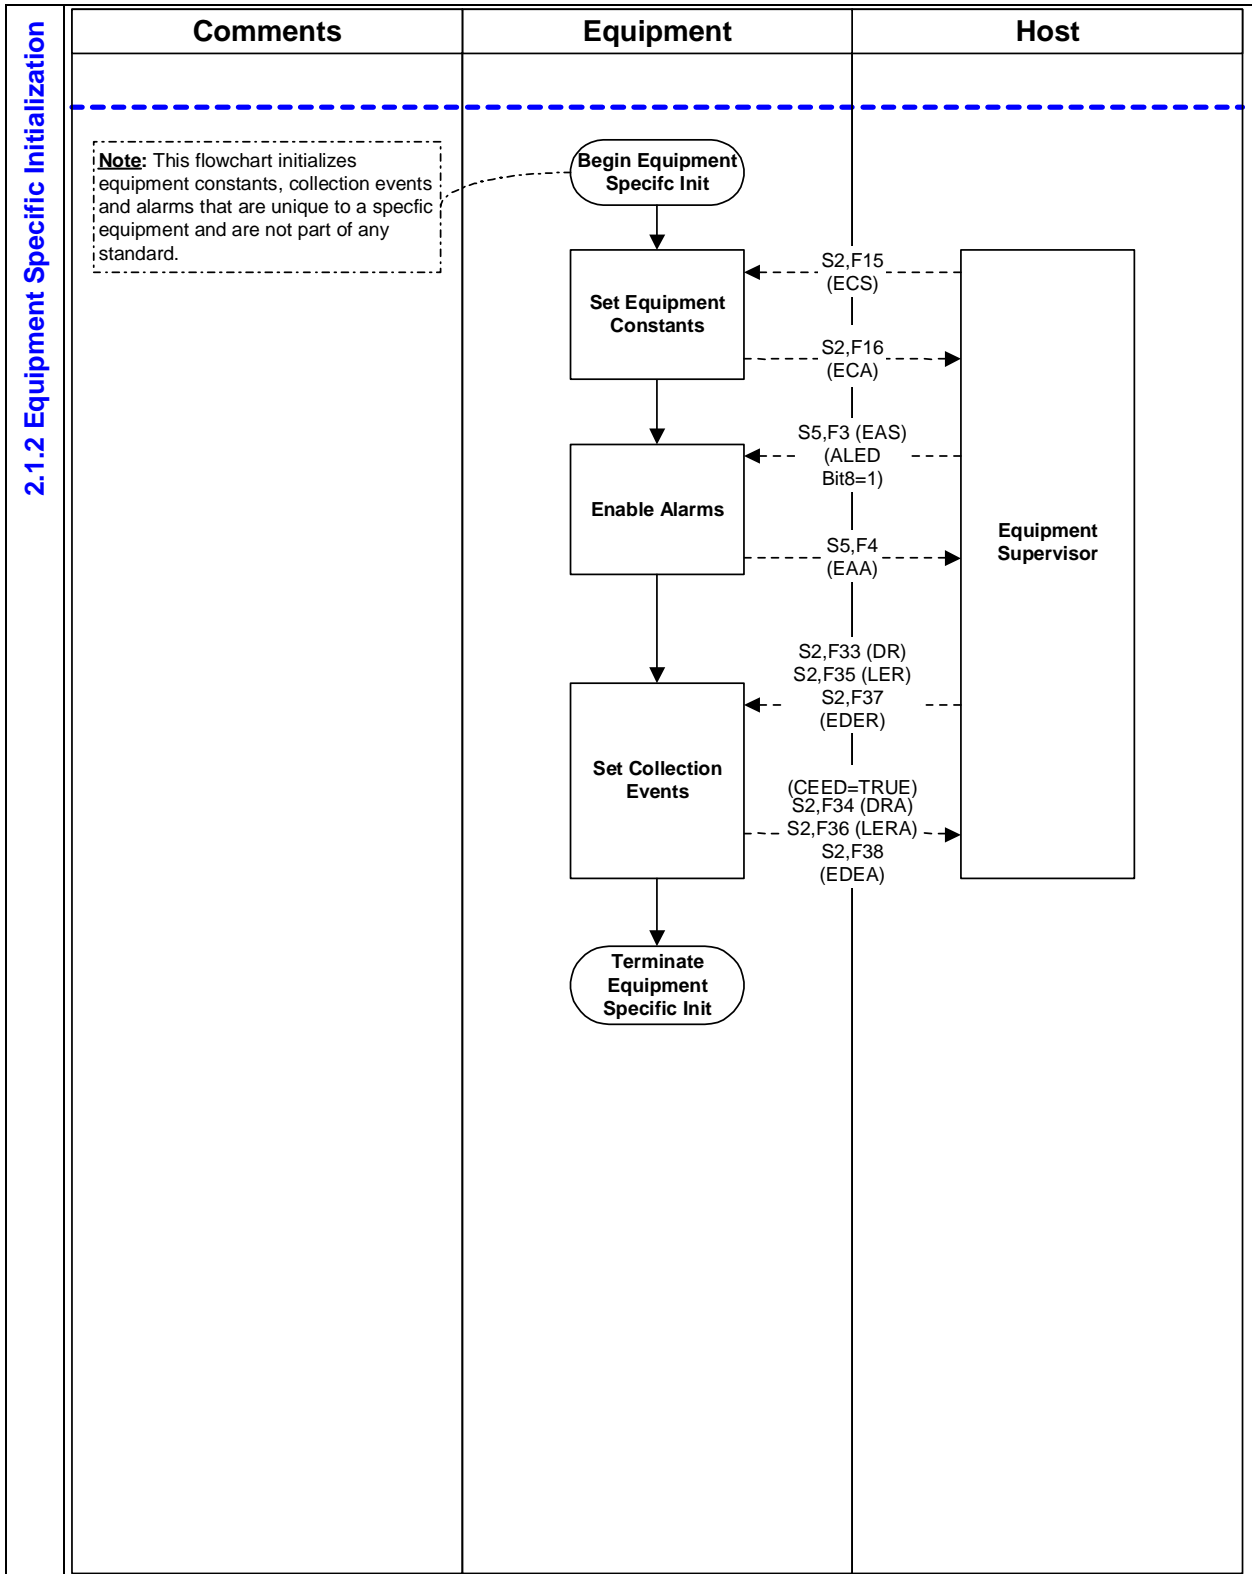 2.1.2 Equipment Specific Initialization
Comments
Equipment
Host
Note: This flowchart initializes
equipment constants, collection events
and alarms that are unique to a specfic
equipment and are not part of any
standard.
Begin Equipment
Specifc Init
Set Equipment
Constants
S2,F15
(ECS)
S2,F16
(ECA)
Enable Alarms
S5,F3 (EAS)
(ALED
Bit8=1)
S5,F4
(EAA)
Equipment
Supervisor
Set Collection
Events
S2,F33 (DR)
S2,F35 (LER)
S2,F37
(EDER)
(CEED=TRUE)
S2,F34 (DRA)
S2,F36 (LERA)
S2,F38
(EDEA)
Terminate
Equipment
Specific Init